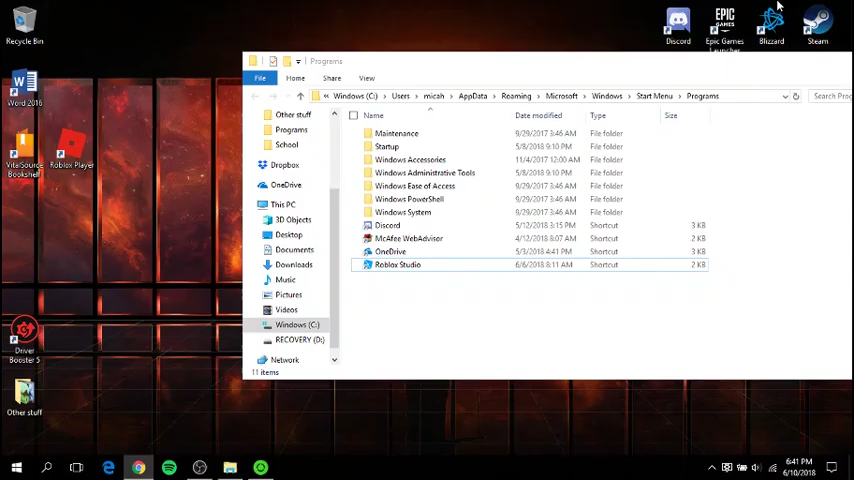 Recycle Bin
Word 2016
VitalSource
Bookshelf
Roblox Player
Driver
Booster 5
Other stuff
Discord
Epic Games
Launcher
Blizzard
Steam
EPIC
GAMES
Programs
File
Home
Share
View
« Windows (C:) > Users > micah > AppData > Roaming > Microsoft > Windows > Start Menu > Programs
Search Prog
Name
Date modified
Type
Size
Other stuff
Programs
School
Dropbox
OneDrive
This PC
3D Objects
Desktop
Documents
Downloads
Music
Pictures
Videos
Windows (C:)
RECOVERY (D:)
Network
Maintenance 9/29/2017 3:46 AM File folder
Startup 5/8/2018 9:10 PM File folder
Windows Accessories 11/4/2017 12:00 AM File folder
Windows Administrative Tools 5/8/2018 9:10 PM File folder
Windows Ease of Access 9/29/2017 3:46 AM File folder
Windows PowerShell 9/29/2017 3:46 AM File folder
Windows System 9/29/2017 3:46 AM File folder
Discord 5/12/2018 3:15 PM Shortcut 3 KB
McAfee WebAdvisor 4/12/2018 8:07 AM Shortcut 2 KB
OneDrive 5/3/2018 4:41 PM Shortcut 3 KB
Roblox Studio 6/6/2018 8:11 AM Shortcut 2 KB
11 items
6:41 PM
6/10/2018